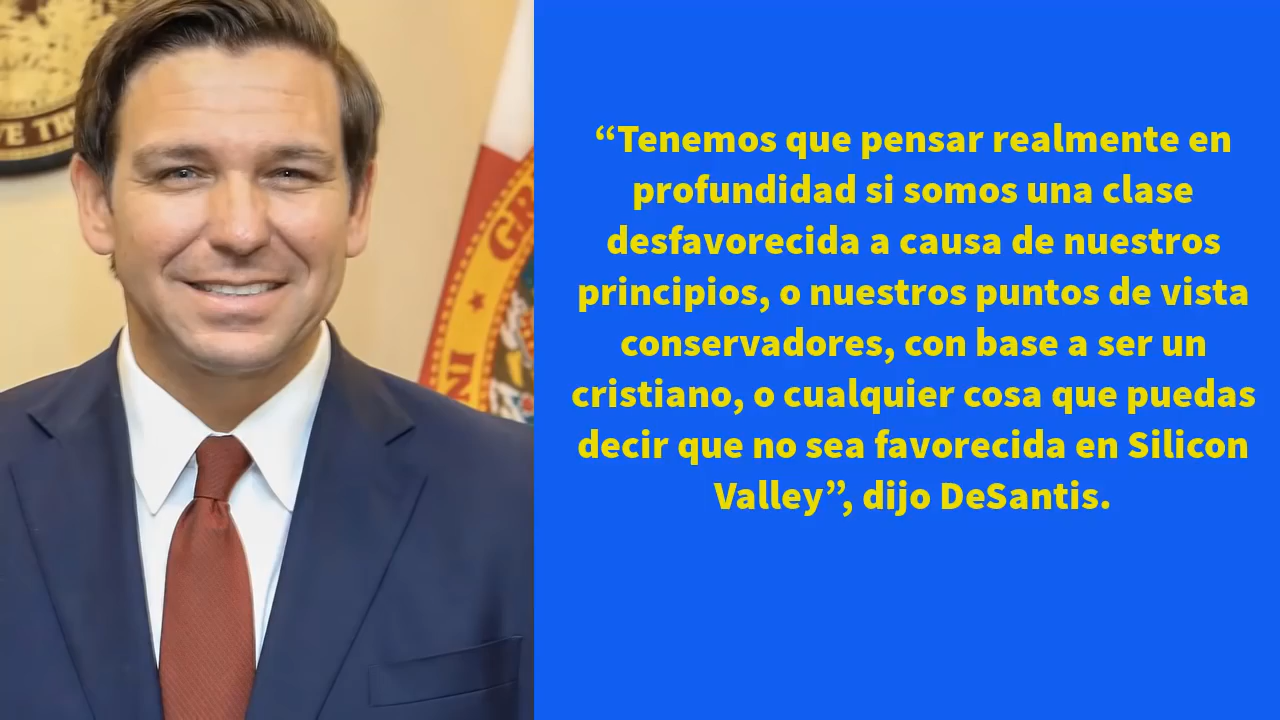 “Tenemos que pensar realmente en
profundidad si somos una clase
desfavorecida a causa de nuestros
principios, o nuestros puntos de vista
conservadores, con base a ser un
cristiano, o cualquier cosa que puedas
decir que no sea favorecida en Silicon
Valley”, dijo DeSantis.